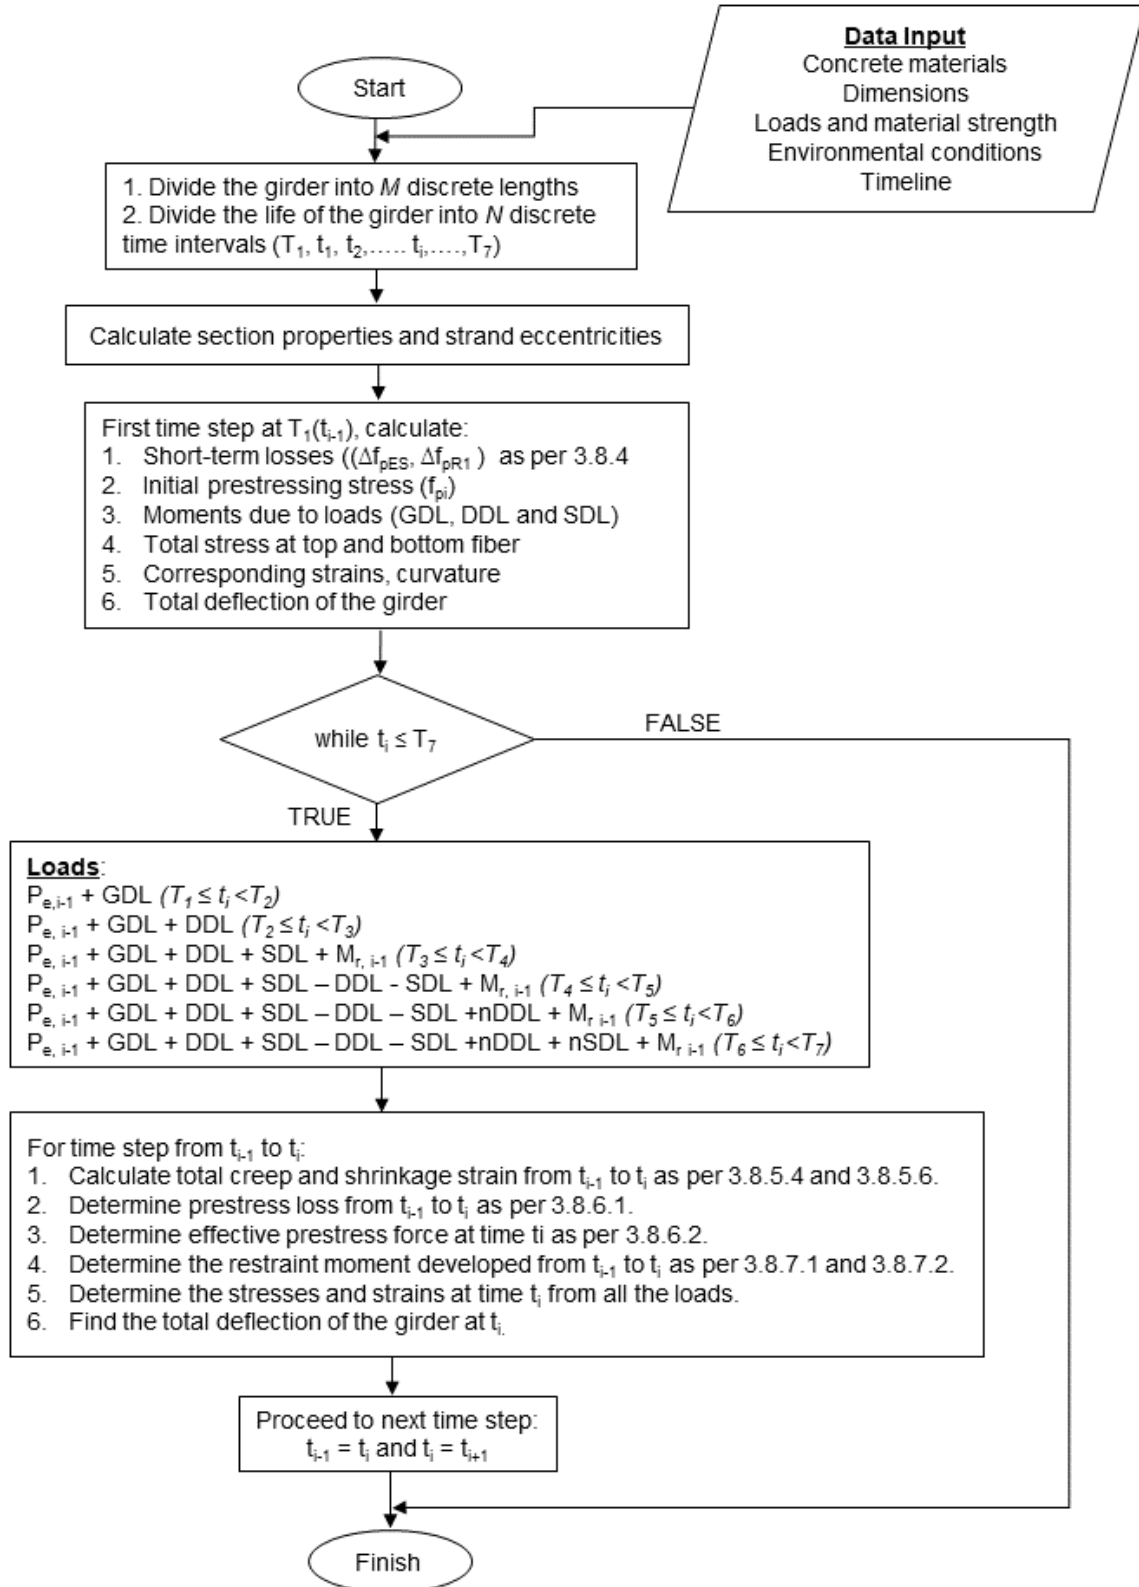 Data Input
Concrete materials
Dimensions
Loads and material strength
Environmental conditions
Timeline
Start
1. Divide the girder into M discrete lengths
2. Divide the life of the girder into N discrete
time intervals (T₁, t₁, t₂,..... tᵢ,....,T₇)
Calculate section properties and strand eccentricities
First time step at T₁(tᵢ₋₁), calculate:
1. Short-term losses ((Δf_pES, Δf_pR1 ) as per 3.8.4
2. Initial prestressing stress (f_pi)
3. Moments due to loads (GDL, DDL and SDL)
4. Total stress at top and bottom fiber
5. Corresponding strains, curvature
6. Total deflection of the girder
while tᵢ ≤ T₇
FALSE
TRUE
Loads:
P_e,i-1 + GDL (T₁ ≤ tᵢ <T₂)
P_e, i-1 + GDL + DDL (T₂ ≤ tᵢ <T₃)
P_e, i-1 + GDL + DDL + SDL + M_r, i-1 (T₃ ≤ tᵢ <T₄)
P_e, i-1 + GDL + DDL + SDL – DDL - SDL + M_r, i-1 (T₄ ≤ tᵢ <T₅)
P_e, i-1 + GDL + DDL + SDL – DDL – SDL +nDDL + M_r i-1 (T₅ ≤ tᵢ<T₆)
P_e, i-1 + GDL + DDL + SDL – DDL – SDL +nDDL + nSDL + M_r i-1 (T₆ ≤ tᵢ <T₇)
For time step from tᵢ₋₁ to tᵢ:
1. Calculate total creep and shrinkage strain from tᵢ₋₁ to tᵢ as per 3.8.5.4 and 3.8.5.6.
2. Determine prestress loss from tᵢ₋₁ to tᵢ as per 3.8.6.1.
3. Determine effective prestress force at time ti as per 3.8.6.2.
4. Determine the restraint moment developed from tᵢ₋₁ to tᵢ as per 3.8.7.1 and 3.8.7.2.
5. Determine the stresses and strains at time tᵢ from all the loads.
6. Find the total deflection of the girder at tᵢ.
Proceed to next time step:
tᵢ₋₁ = tᵢ and tᵢ = tᵢ₊₁
Finish